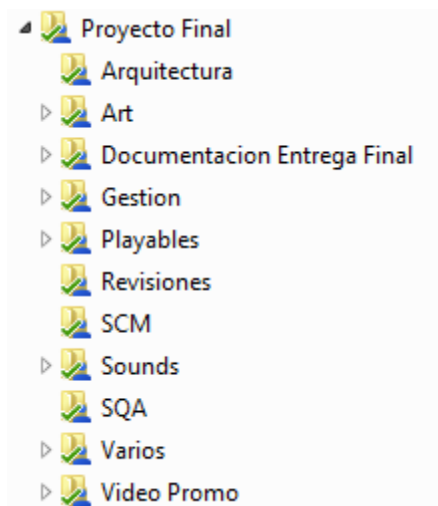 Proyecto Final
Arquitectura
Art
Documentacion Entrega Final
Gestion
Playables
Revisiones
SCM
Sounds
SQA
Varios
Video Promo